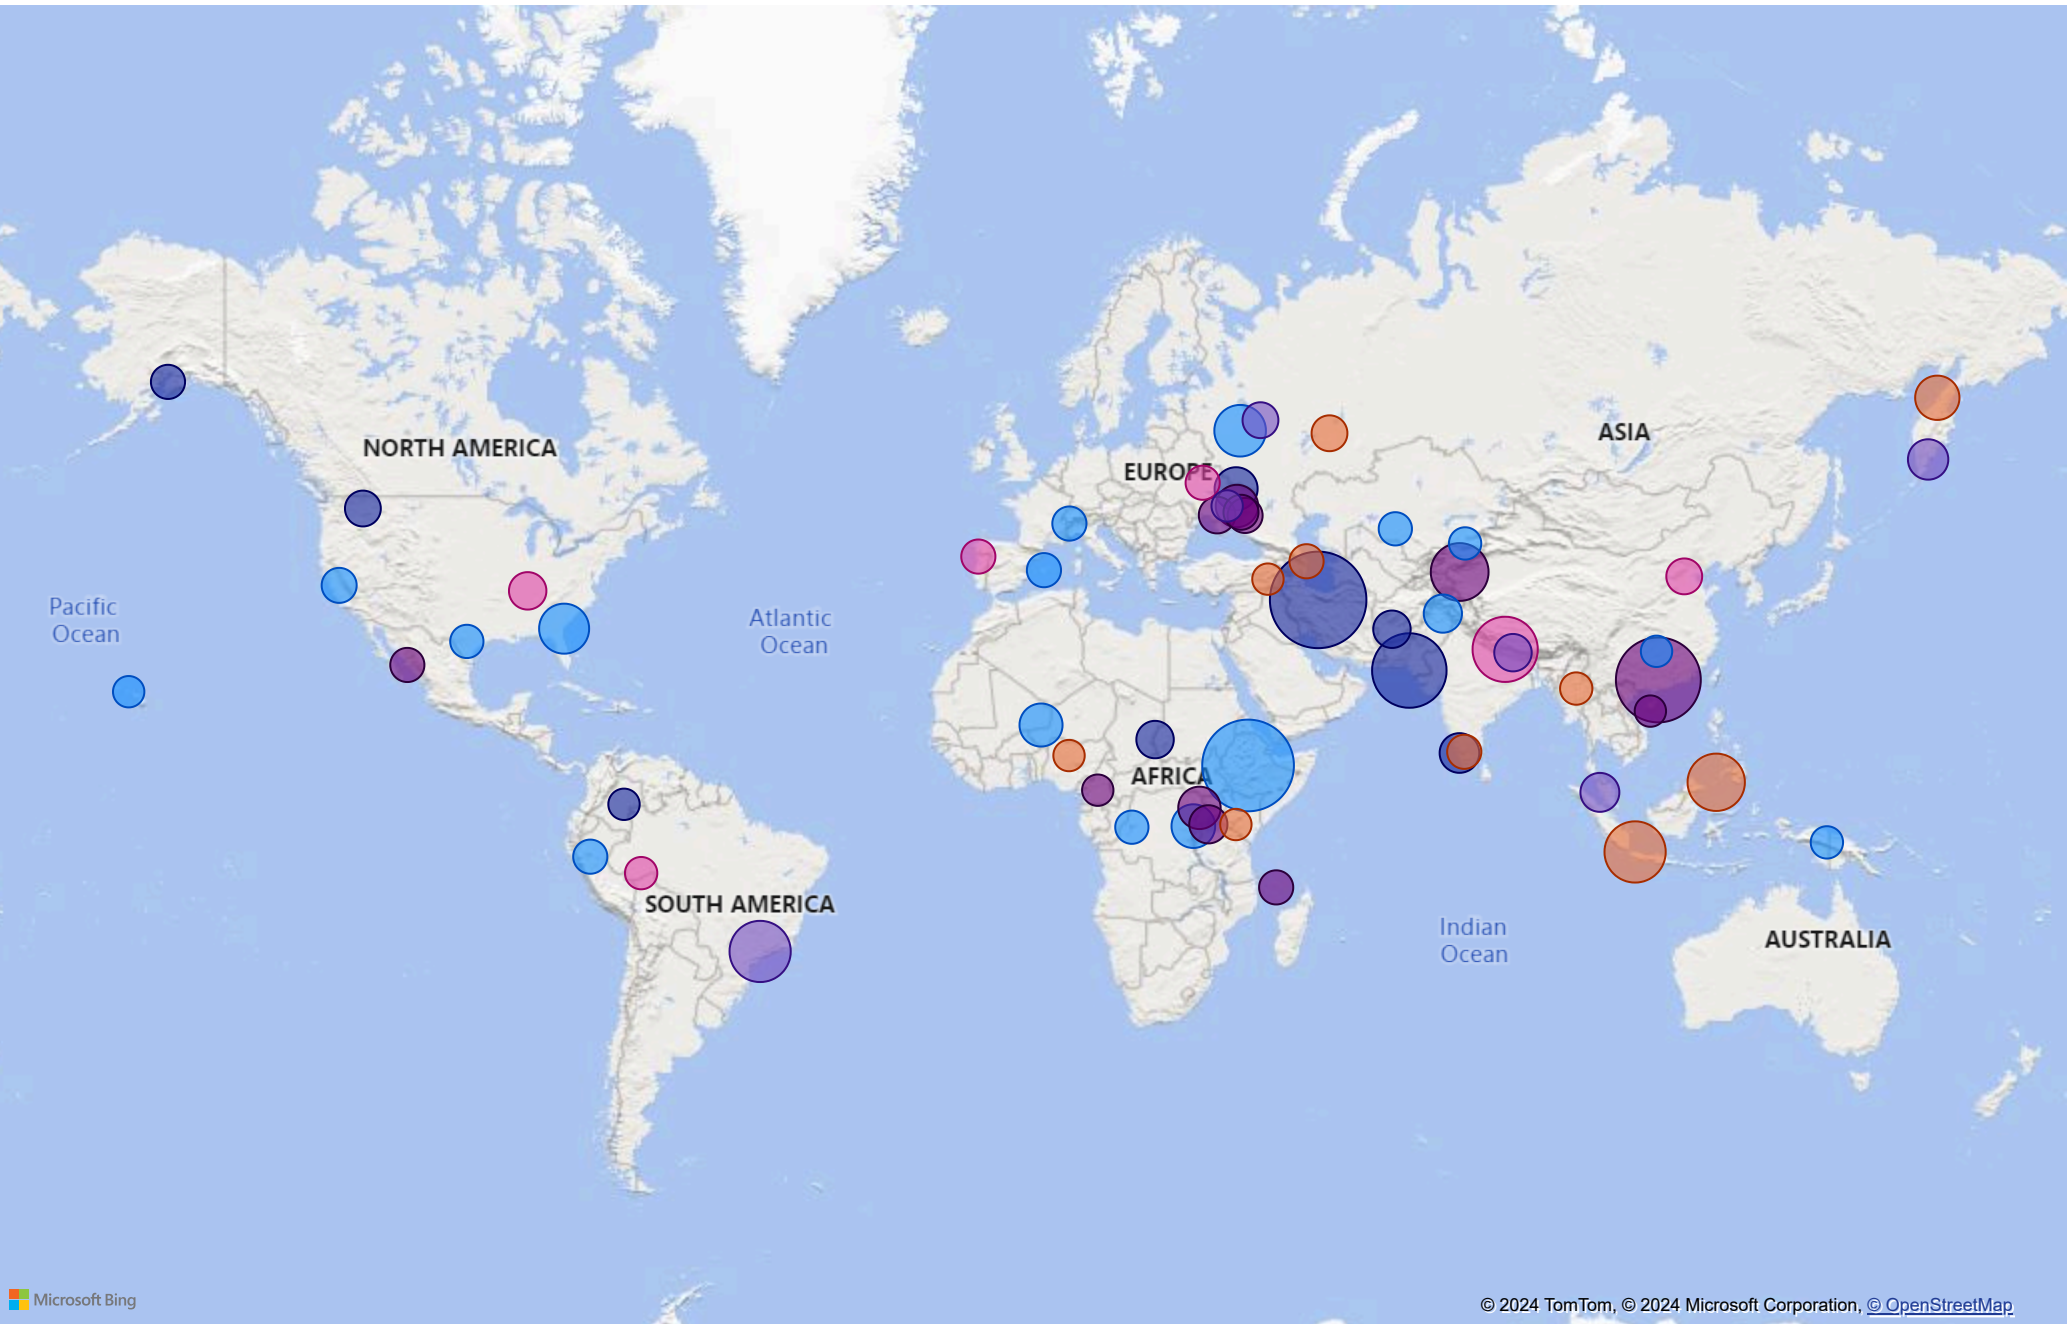 NORTH AMERICA
ASIA
EUROPE
Pacific
Ocean
Atlantic
Ocean
AFRICA
SOUTH AMERICA
Indian
Ocean
AUSTRALIA
Microsoft Bing
© 2024 TomTom, © 2024 Microsoft Corporation, © OpenStreetMap